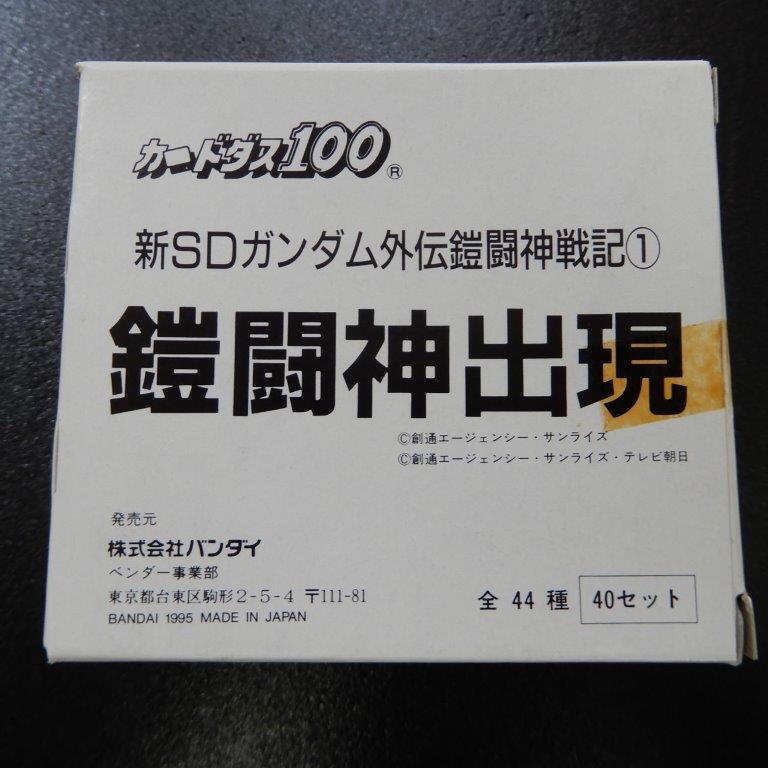 カードダス100®
新SDガンダム外伝鎧闘神戦記①
鎧闘神出現
©創通エージェンシー・サンライズ
©創通エージェンシー・サンライズ・テレビ朝日
発売元
株式会社バンダイ
ベンダー事業部
東京都台東区駒形2-5-4 〒111-81
BANDAI 1995 MADE IN JAPAN
全 44 種 40セット